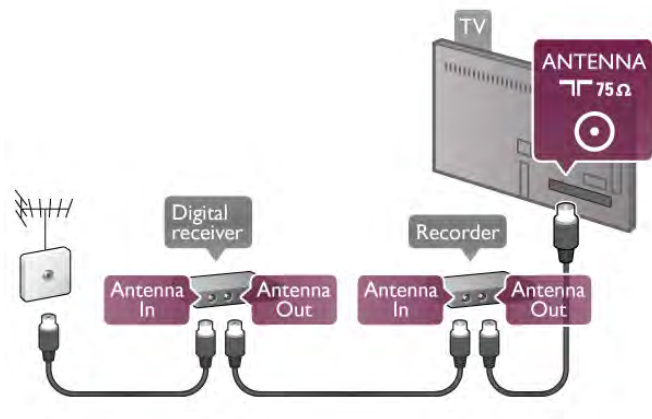 TV
ANTENNA
75 Ω
Digital
receiver
Recorder
Antenna
In
Antenna
Out
Antenna
In
Antenna
Out